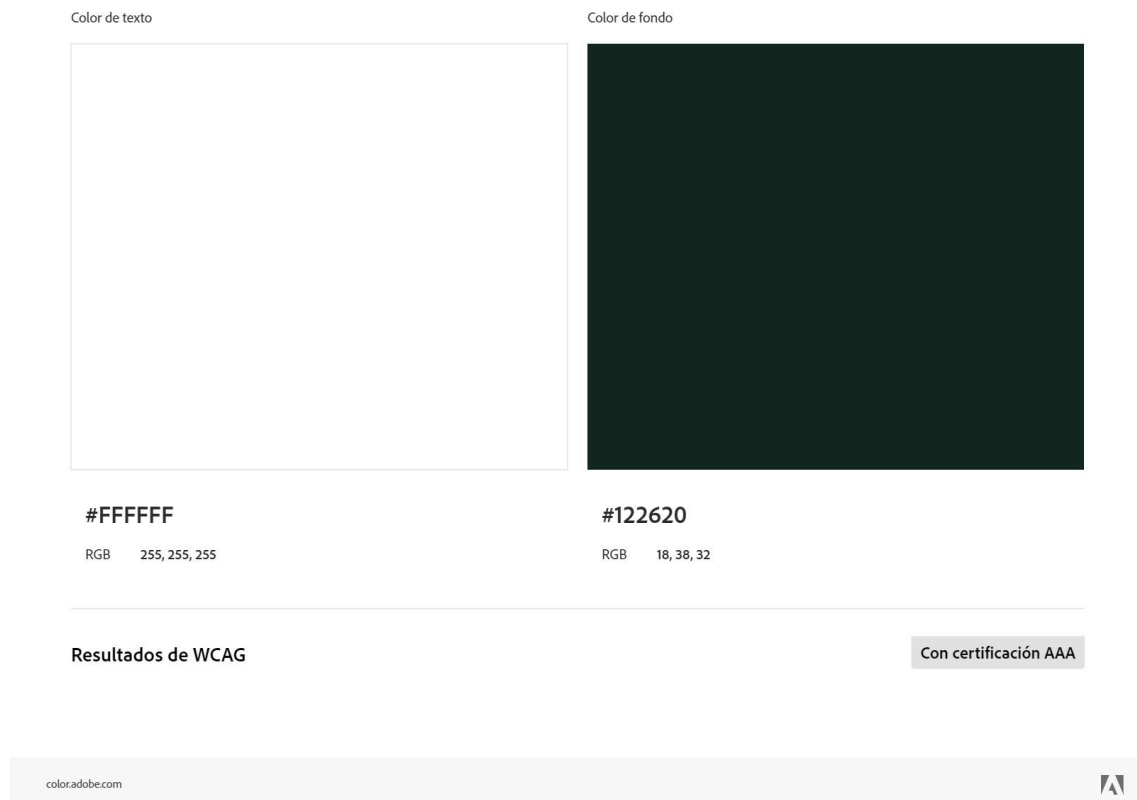 Color de texto
Color de fondo
#FFFFFF
RGB 255, 255, 255
#122620
RGB 18, 38, 32
Resultados de WCAG
Con certificación AAA
color.adobe.com